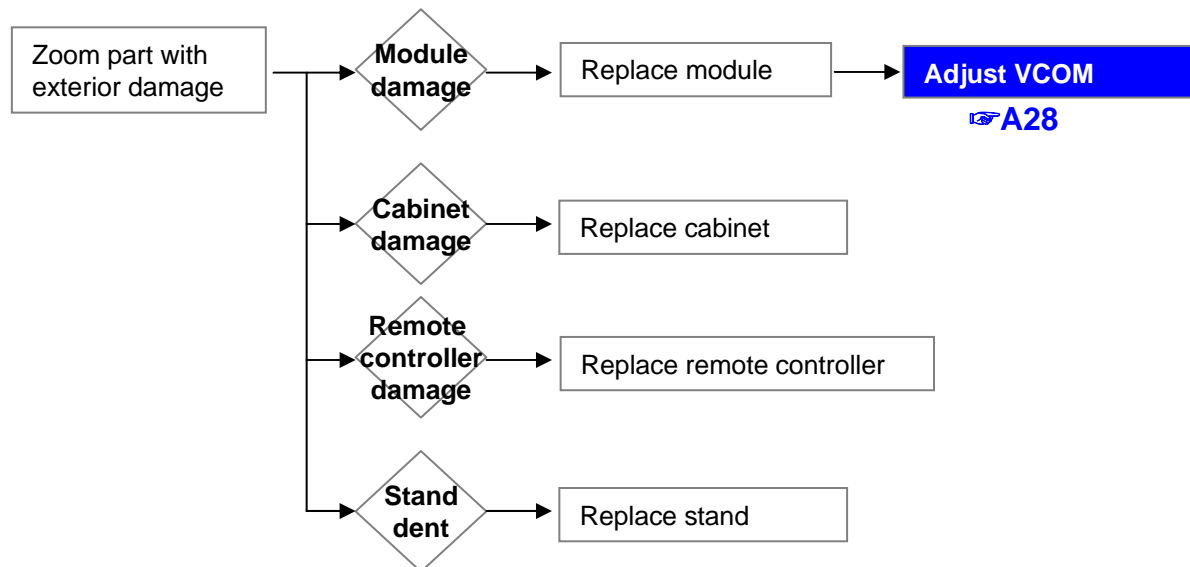 Zoom part with
exterior damage
Module
damage
Replace module
Adjust VCOM
☞A28
Cabinet
damage
Replace cabinet
Remote
controller
damage
Replace remote controller
Stand
dent
Replace stand